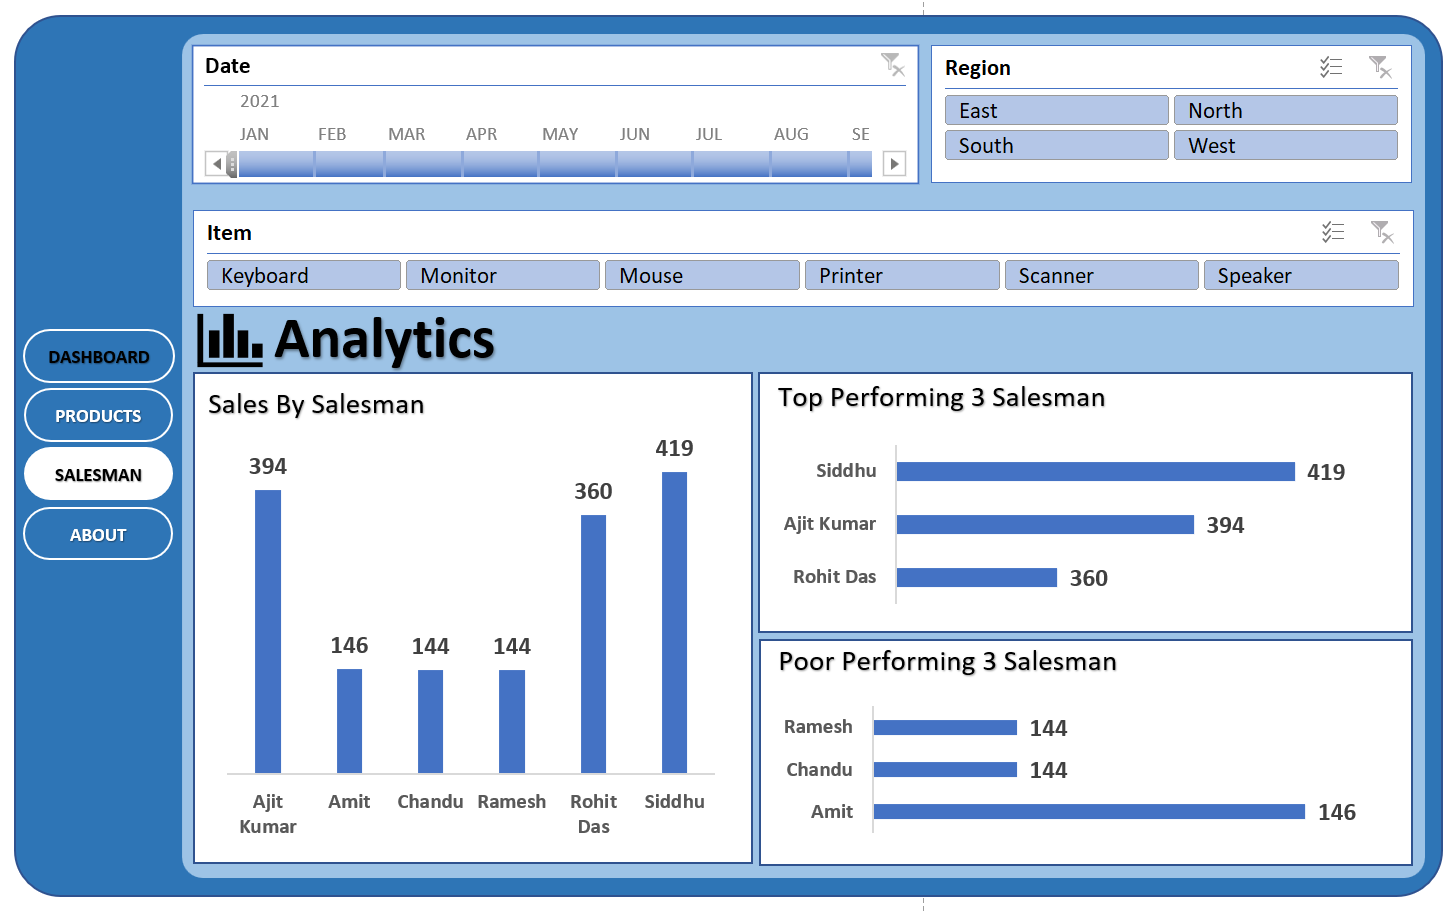 Date
2021
JAN FEB MAR APR MAY JUN JUL AUG SE
Region
East North
South West
Item
Keyboard Monitor Mouse Printer Scanner Speaker
DASHBOARD
PRODUCTS
SALESMAN
ABOUT
Analytics
Sales By Salesman
394 146 144 144 360 419
Ajit Kumar Amit Chandu Ramesh Rohit Das Siddhu
Top Performing 3 Salesman
Siddhu 419
Ajit Kumar 394
Rohit Das 360
Poor Performing 3 Salesman
Ramesh 144
Chandu 144
Amit 146